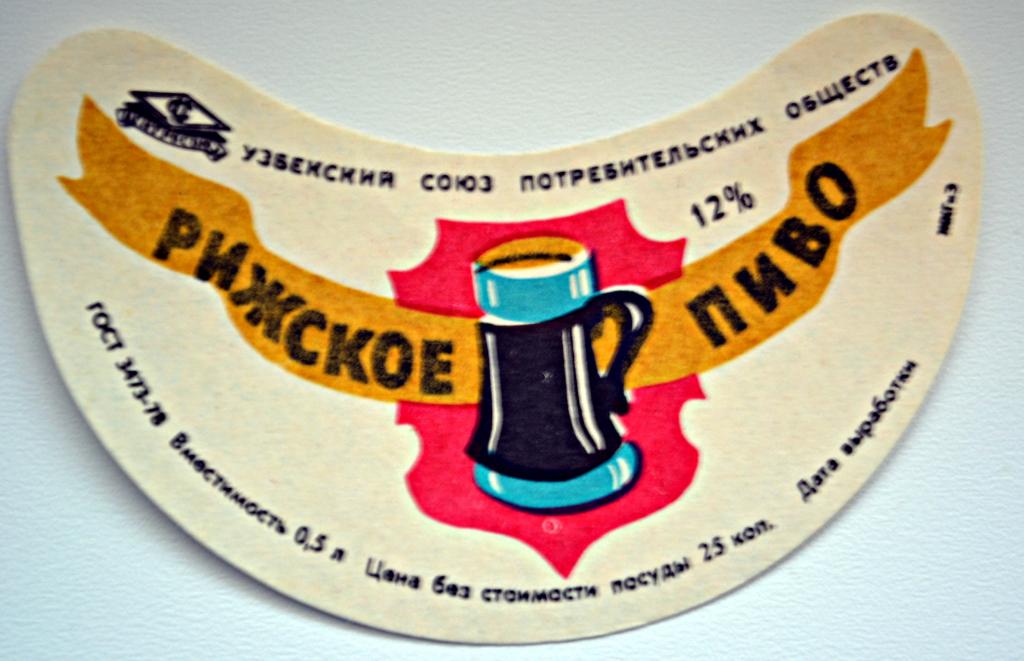 УЗБЕКСКИЙ СОЮЗ ПОТРЕБИТЕЛЬСКИХ ОБЩЕСТВ
12%
РИЖСКОЕ ПИВО
ГОСТ 3473-78 Вместимость 0,5 л Цена без стоимости посуды 25 коп. Дата выработки